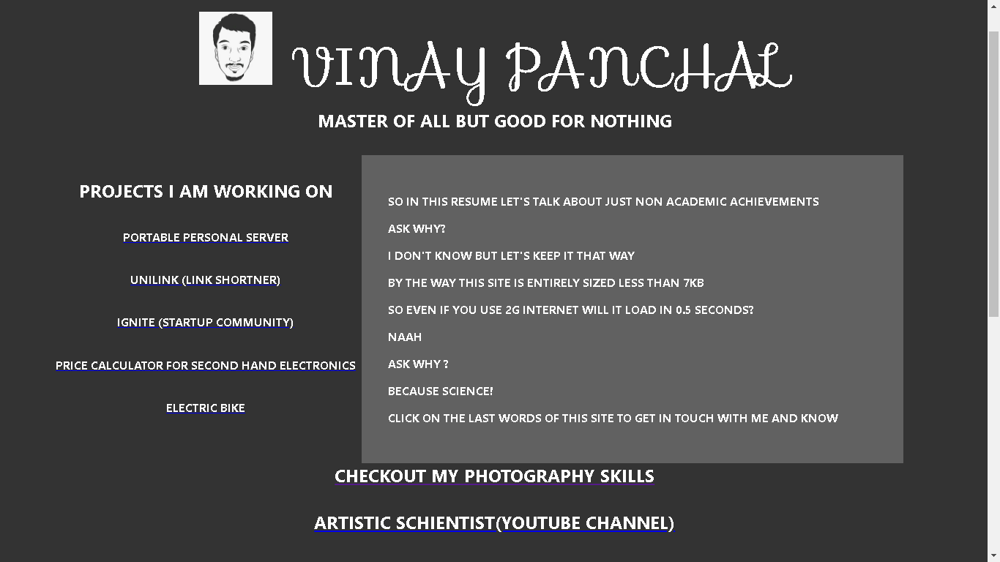 VINAY PANCHAL
MASTER OF ALL BUT GOOD FOR NOTHING
PROJECTS I AM WORKING ON
PORTABLE PERSONAL SERVER
UNILINK (LINK SHORTNER)
IGNITE (STARTUP COMMUNITY)
PRICE CALCULATOR FOR SECOND HAND ELECTRONICS
ELECTRIC BIKE
SO IN THIS RESUME LET'S TALK ABOUT JUST NON ACADEMIC ACHIEVEMENTS
ASK WHY?
I DON'T KNOW BUT LET'S KEEP IT THAT WAY
BY THE WAY THIS SITE IS ENTIRELY SIZED LESS THAN 7KB
SO EVEN IF YOU USE 2G INTERNET WILL IT LOAD IN 0.5 SECONDS?
NAAH
ASK WHY ?
BECAUSE SCIENCE!
CLICK ON THE LAST WORDS OF THIS SITE TO GET IN TOUCH WITH ME AND KNOW
CHECKOUT MY PHOTOGRAPHY SKILLS
ARTISTIC SCHIENTIST(YOUTUBE CHANNEL)